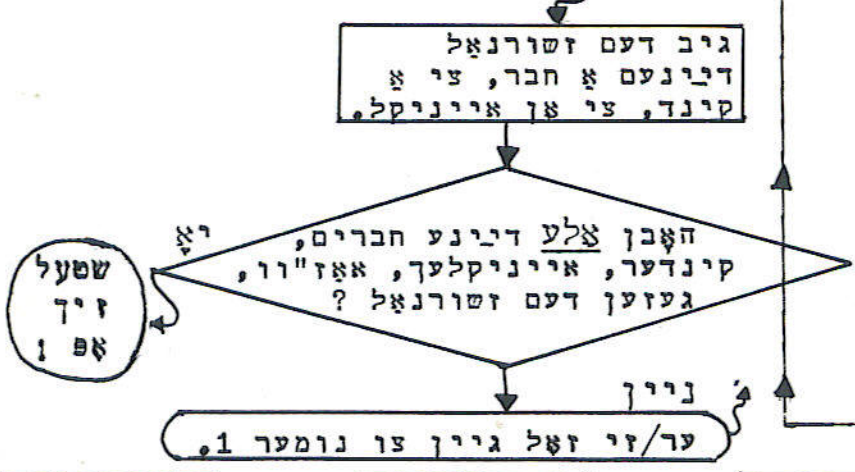 גיב דעם זשורנאַל
דײַנעם אַ חבר, צי אַ
קינד, צי אַן אייניקל.
יאָ
האָבן אַלע דײַנע חברים,
קינדער, אייניקלעך, אאַז"וו,
געזען דעם זשורנאַל ?
שטעל
זיך
אָפּ !
ניין
ער/זי זאָל גיין צו נומער 1.